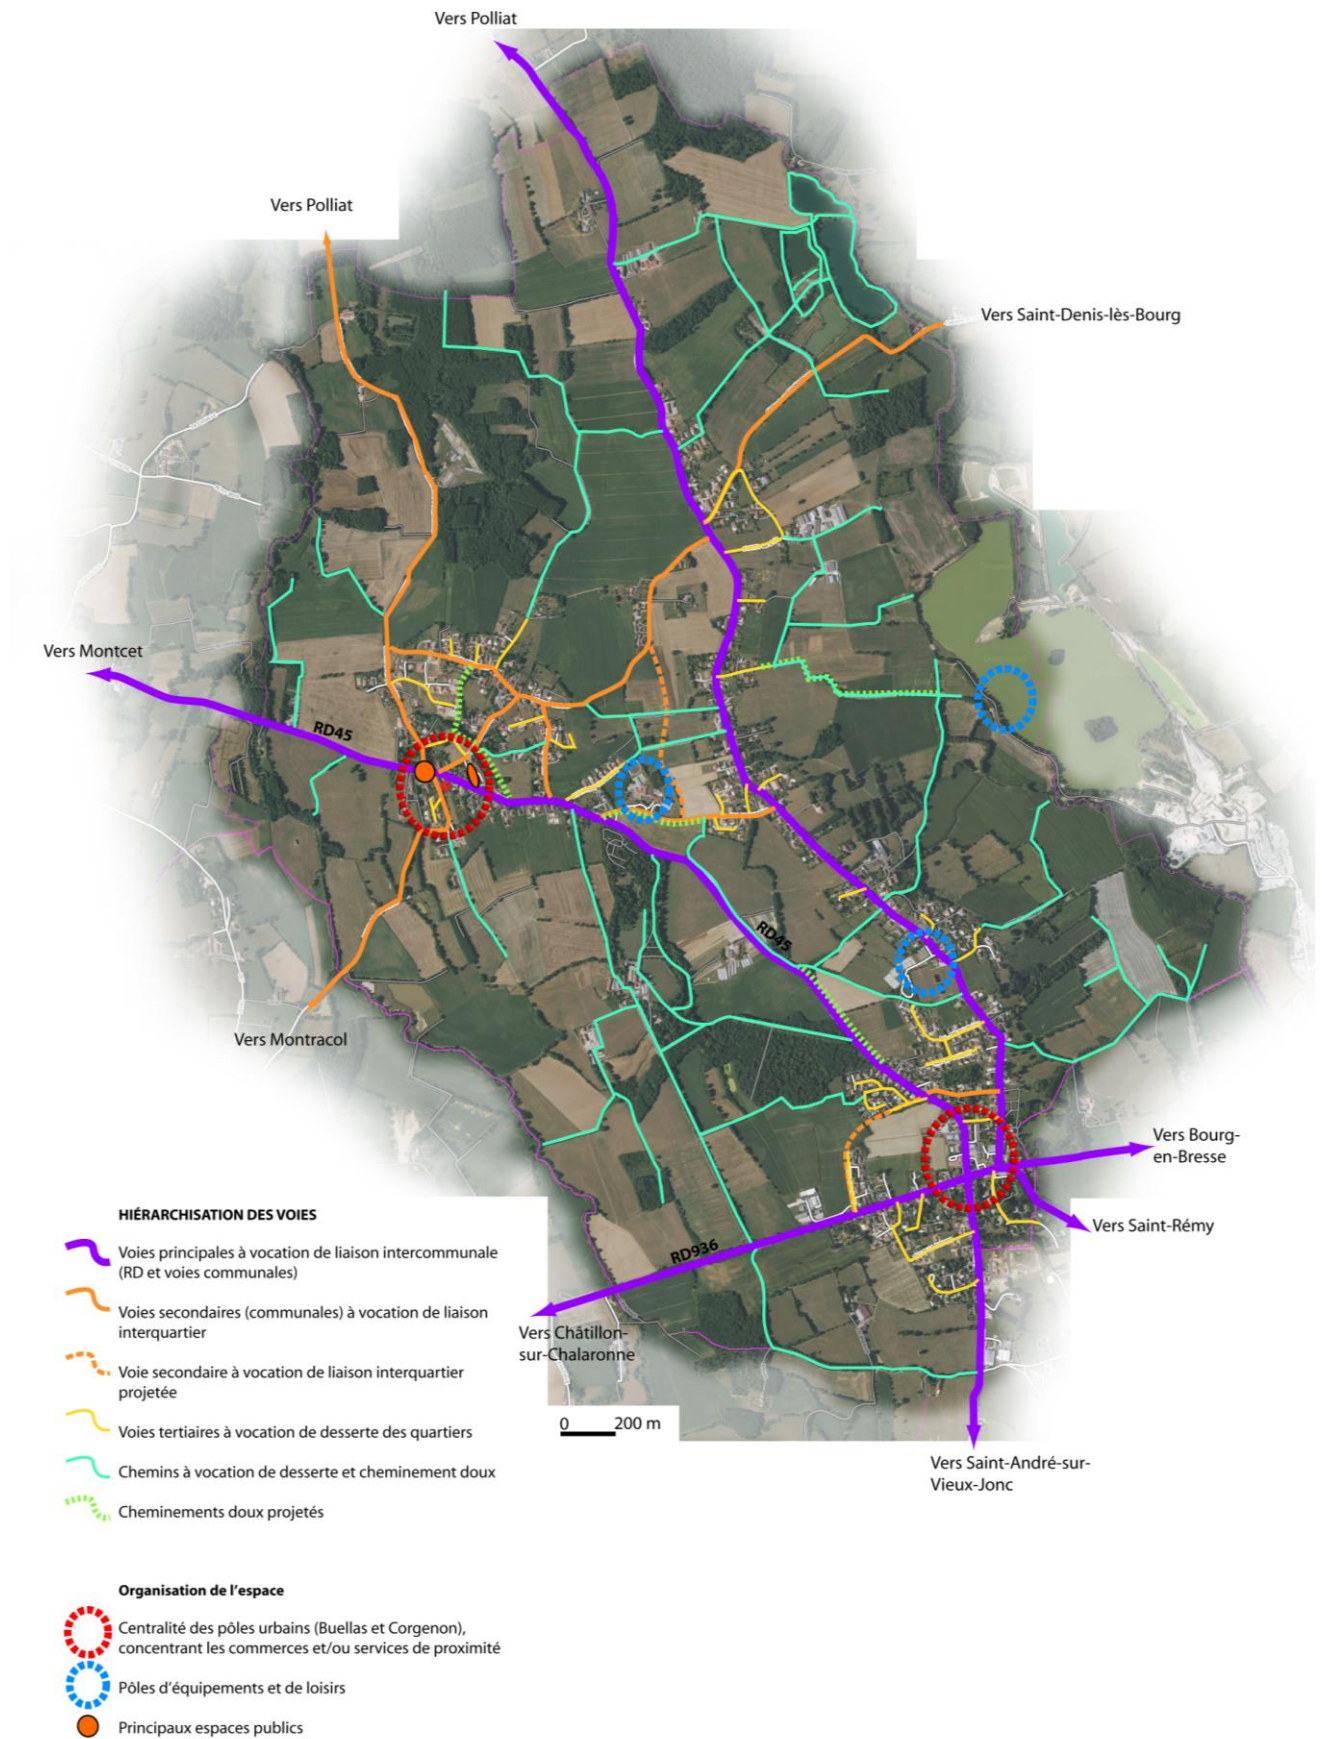 Vers Polliat
Vers Polliat
Vers Saint-Denis-lès-Bourg
Vers Montcet
RD45
RD45
Vers Montracol
Vers Bourg-
en-Bresse
Vers Saint-Rémy
RD936
Vers Châtillon-
sur-Chalaronne
0 200 m
Vers Saint-André-sur-
Vieux-Jonc
HIÉRARCHISATION DES VOIES
Voies principales à vocation de liaison intercommunale
(RD et voies communales)
Voies secondaires (communales) à vocation de liaison
interquartier
Voie secondaire à vocation de liaison interquartier
projetée
Voies tertiaires à vocation de desserte des quartiers
Chemins à vocation de desserte et cheminement doux
Cheminements doux projetés
Organisation de l'espace
Centralité des pôles urbains (Buellas et Corgenon),
concentrant les commerces et/ou services de proximité
Pôles d'équipements et de loisirs
Principaux espaces publics